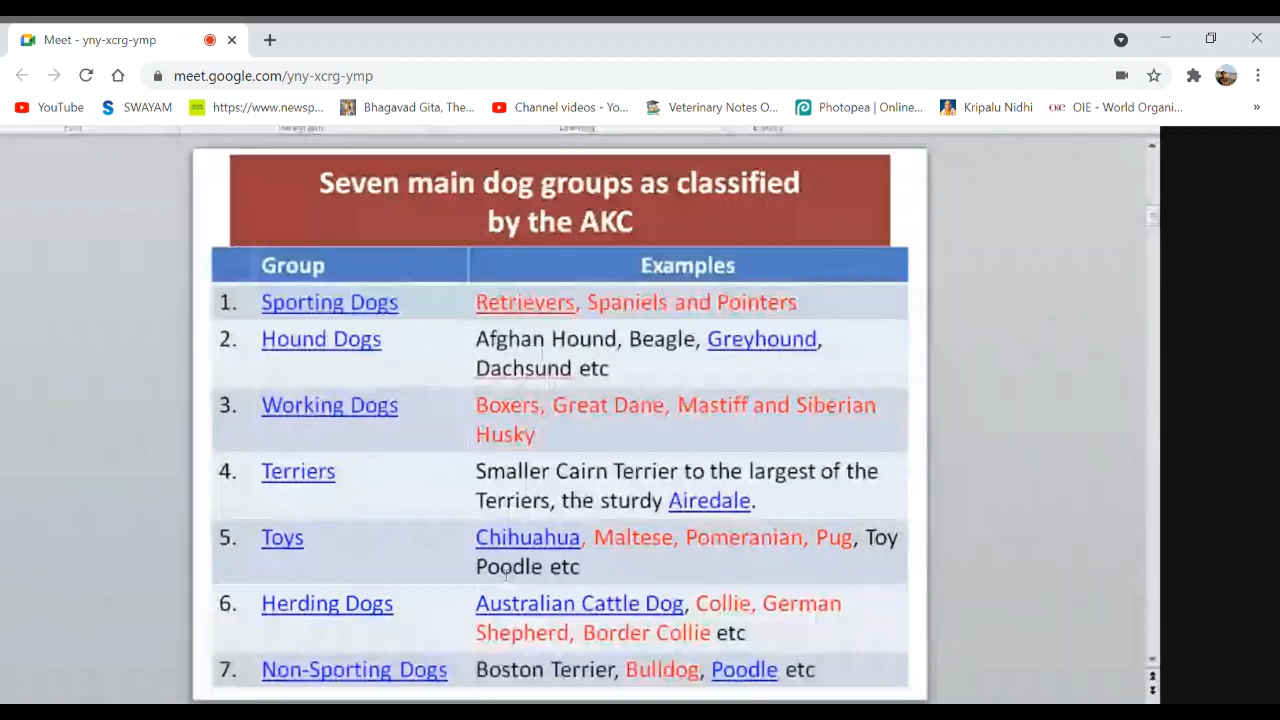 Meet - yny-xcrg-ymp
meet.google.com/yny-xcrg-ymp
YouTube SWAYAM https://www.newsp... Bhagavad Gita, The... Channel videos - Yo... Veterinary Notes O... Photopea | Online... Kripalu Nidhi OIE - World Organi... »
Seven main dog groups as classified
by the AKC
Group Examples
1. Sporting Dogs Retrievers, Spaniels and Pointers
2. Hound Dogs Afghan Hound, Beagle, Greyhound,
Dachsund etc
3. Working Dogs Boxers, Great Dane, Mastiff and Siberian
Husky
4. Terriers Smaller Cairn Terrier to the largest of the
Terriers, the sturdy Airedale.
5. Toys Chihuahua, Maltese, Pomeranian, Pug, Toy
Poodle etc
6. Herding Dogs Australian Cattle Dog, Collie, German
Shepherd, Border Collie etc
7. Non-Sporting Dogs Boston Terrier, Bulldog, Poodle etc